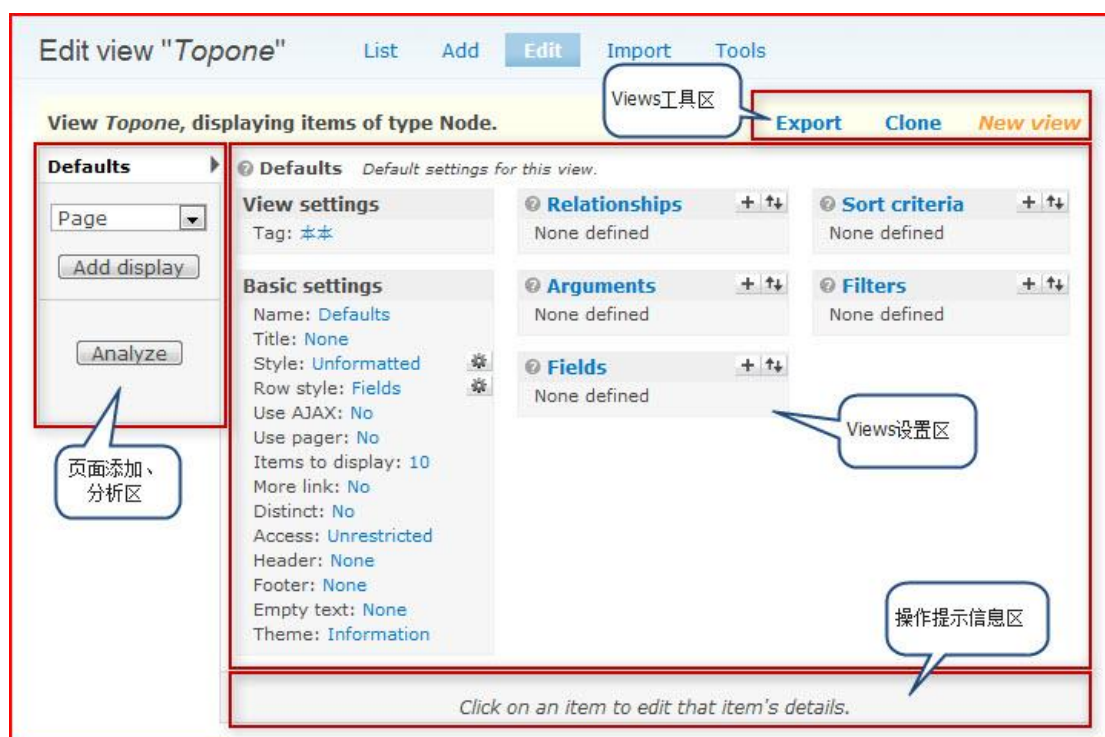 Edit view "Topone" List Add Edit Import Tools
Views工具区
View Topone, displaying items of type Node. Export Clone New view
Defaults
Page
Add display
Analyze
页面添加、
分析区
Defaults Default settings for this view.
View settings
Tag: 本本
Basic settings
Name: Defaults
Title: None
Style: Unformatted
Row style: Fields
Use AJAX: No
Use pager: No
Items to display: 10
More link: No
Distinct: No
Access: Unrestricted
Header: None
Footer: None
Empty text: None
Theme: Information
Relationships
None defined
Arguments
None defined
Fields
None defined
Sort criteria
None defined
Filters
None defined
Views设置区
操作提示信息区
Click on an item to edit that item's details.